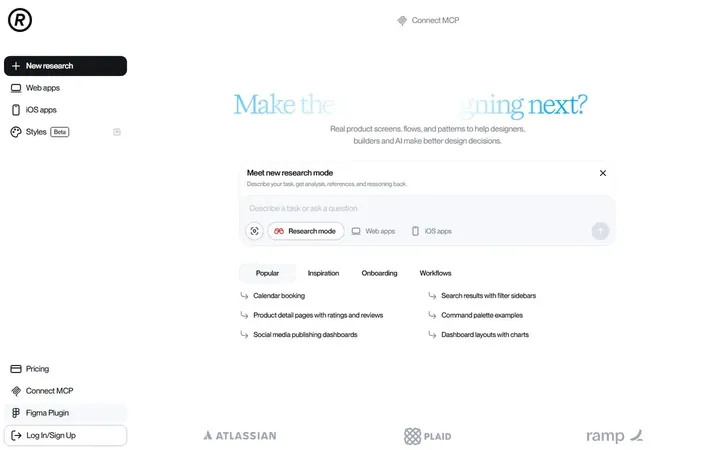 R
Connect MCP
New research
Web apps
iOS apps
Styles Beta
Make the gning next?
Real product screens, flows, and patterns to help designers,
builders and AI make better design decisions.
Meet new research mode
Describe your task, get analysis, references, and reasoning back.
Describe a task or ask a question
Research mode
Web apps
iOS apps
Popular
Inspiration
Onboarding
Workflows
Calendar booking
Search results with filter sidebars
Product detail pages with ratings and reviews
Command palette examples
Social media publishing dashboards
Dashboard layouts with charts
Pricing
Connect MCP
Figma Plugin
Log In/Sign Up
ATLASSIAN
PLAID
ramp